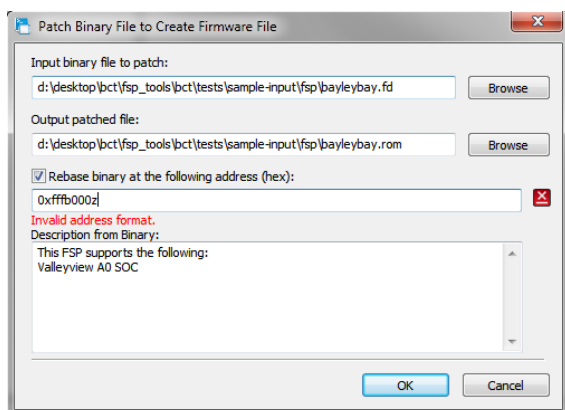 Patch Binary File to Create Firmware File
Input binary file to patch:
d:\desktop\bct\fsp_tools\bct\tests\sample-input\fsp\bayleybay.fd
Browse
Output patched file:
d:\desktop\bct\fsp_tools\bct\tests\sample-input\fsp\bayleybay.rom
Browse
Rebase binary at the following address (hex):
0xfffb000z
Invalid address format.
Description from Binary:
This FSP supports the following:
Valleyview A0 SOC
OK
Cancel